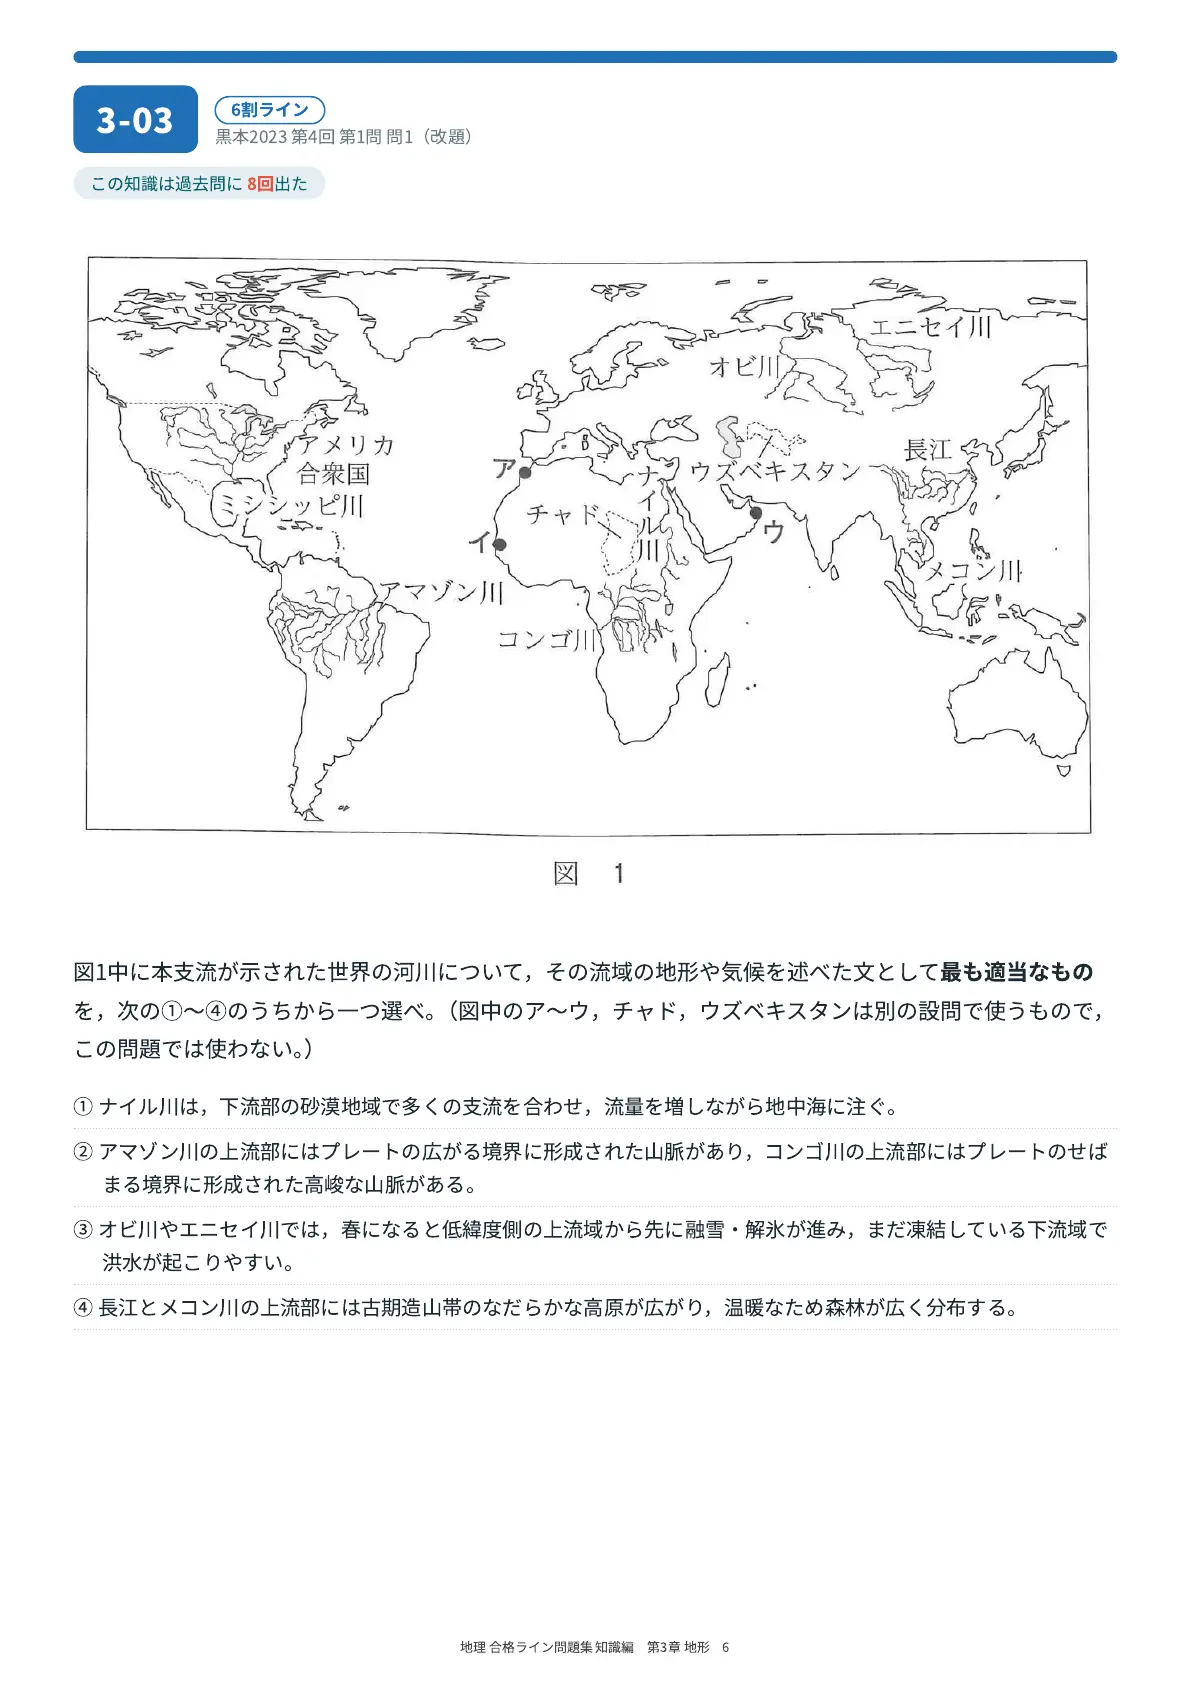 3-03
6割ライン
黒本2023 第4回 第1問 問1（改題）
この知識は過去問に 8回出た
エニセイ川
オビ川
アメリカ
合衆国
ミシシッピ川
長江
ア
ナイル川
ウズベキスタン
チャド
イ
ウ
メコン川
アマゾン川
コンゴ川
図 1
図1中に本支流が示された世界の河川について，その流域の地形や気候を述べた文として最も適当なもの
を，次の①～④のうちから一つ選べ。（図中のア～ウ，チャド，ウズベキスタンは別の設問で使うもので，
この問題では使わない。）
① ナイル川は，下流部の砂漠地域で多くの支流を合わせ，流量を増しながら地中海に注ぐ。
② アマゾン川の上流部にはプレートの広がる境界に形成された山脈があり，コンゴ川の上流部にはプレートのせば
まる境界に形成された高峻な山脈がある。
③ オビ川やエニセイ川では，春になると低緯度側の上流域から先に融雪・解氷が進み，まだ凍結している下流域で
洪水が起こりやすい。
④ 長江とメコン川の上流部には古期造山帯のなだらかな高原が広がり，温暖なため森林が広く分布する。
地理 合格ライン問題集 知識編 第3章 地形 6